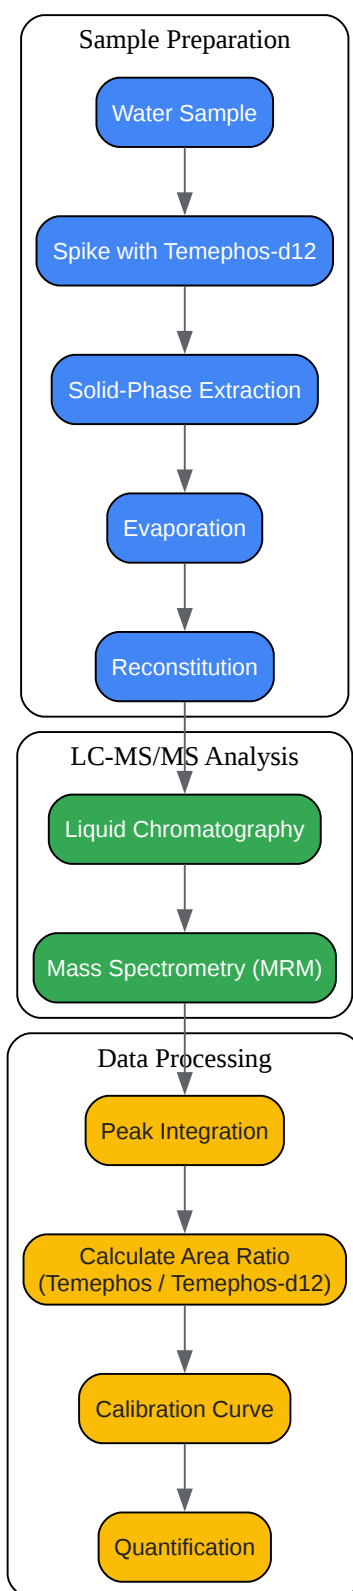 Sample Preparation
Water Sample
Spike with Temephos-d12
Solid-Phase Extraction
Evaporation
Reconstitution
LC-MS/MS Analysis
Liquid Chromatography
Mass Spectrometry (MRM)
Data Processing
Peak Integration
Calculate Area Ratio
(Temephos / Temephos-d12)
Calibration Curve
Quantification